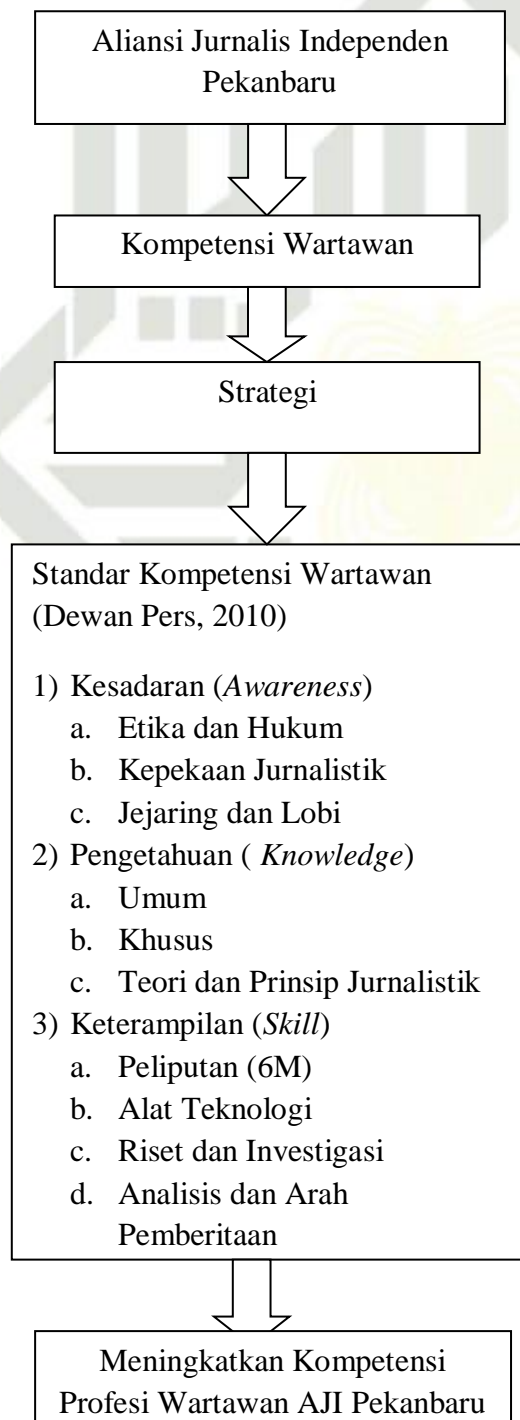 Aliansi Jurnalis Independen
Pekanbaru
Kompetensi Wartawan
Strategi
Standar Kompetensi Wartawan
(Dewan Pers, 2010)
1) Kesadaran (Awareness)
a. Etika dan Hukum
b. Kepekaan Jurnalistik
c. Jejaring dan Lobi
2) Pengetahuan ( Knowledge)
a. Umum
b. Khusus
c. Teori dan Prinsip Jurnalistik
3) Keterampilan (Skill)
a. Peliputan (6M)
b. Alat Teknologi
c. Riset dan Investigasi
d. Analisis dan Arah
Pemberitaan
Meningkatkan Kompetensi
Profesi Wartawan AJI Pekanbaru